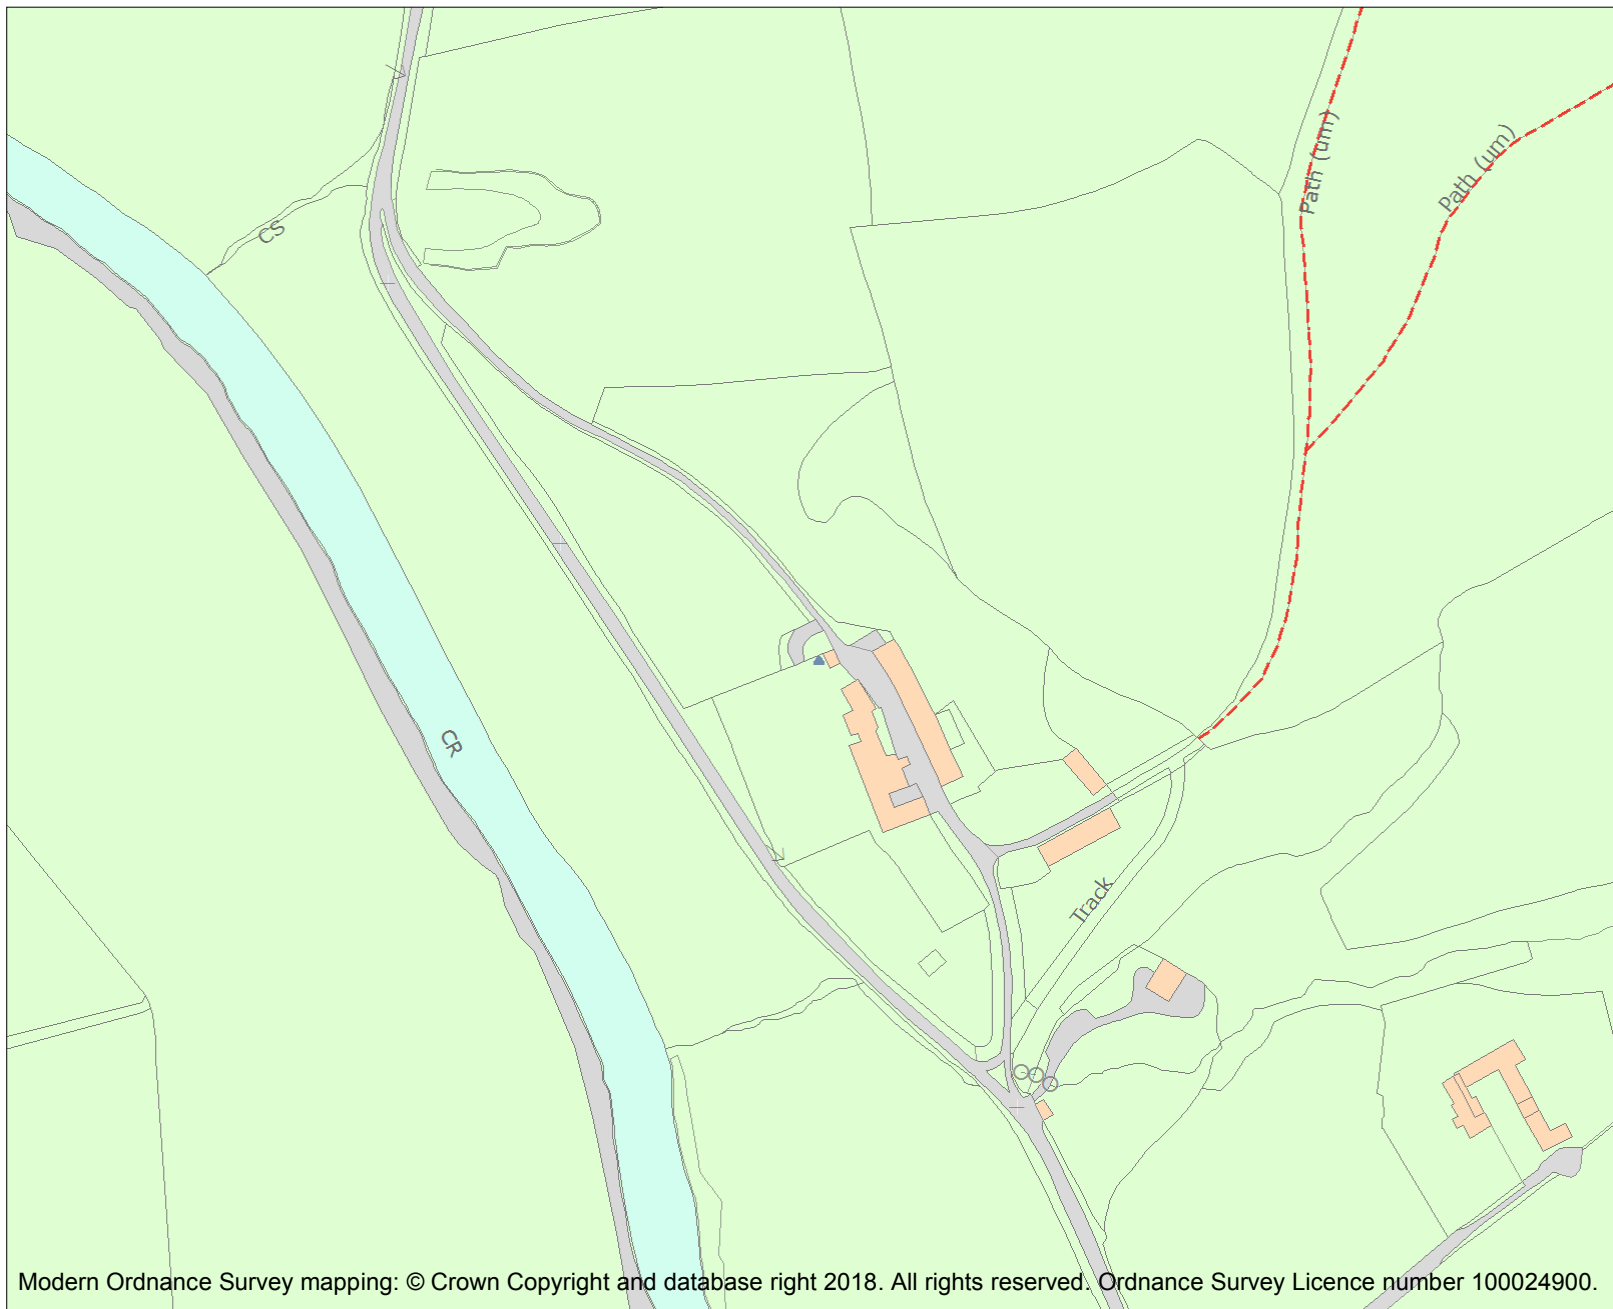 Path (um)
Path (um)
CS
CR
Track
Modern Ordnance Survey mapping: © Crown Copyright and database right 2018. All rights reserved. Ordnance Survey Licence number 100024900.